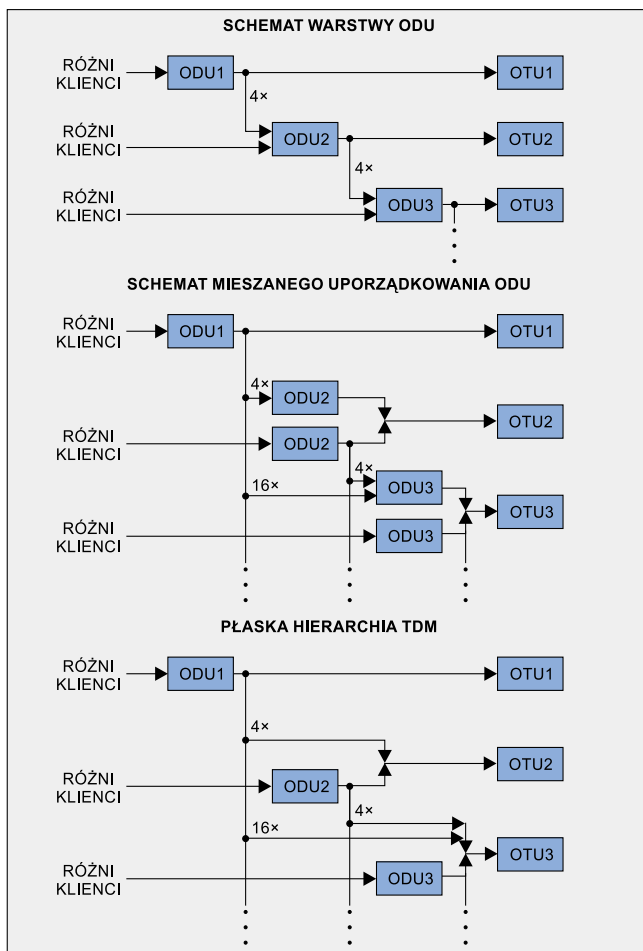 SCHEMAT WARSTWY ODU
RÓŻNI
KLIENCI
ODU1
OTU1
4×
RÓŻNI
KLIENCI
ODU2
OTU2
4×
RÓŻNI
KLIENCI
ODU3
OTU3
SCHEMAT MIESZANEGO UPORZĄDKOWANIA ODU
RÓŻNI
KLIENCI
ODU1
OTU1
4×
ODU2
OTU2
RÓŻNI
KLIENCI
ODU2
4×
16×
ODU3
OTU3
RÓŻNI
KLIENCI
ODU3
PŁASKA HIERARCHIA TDM
RÓŻNI
KLIENCI
ODU1
OTU1
4×
OTU2
RÓŻNI
KLIENCI
ODU2
4×
16×
OTU3
RÓŻNI
KLIENCI
ODU3